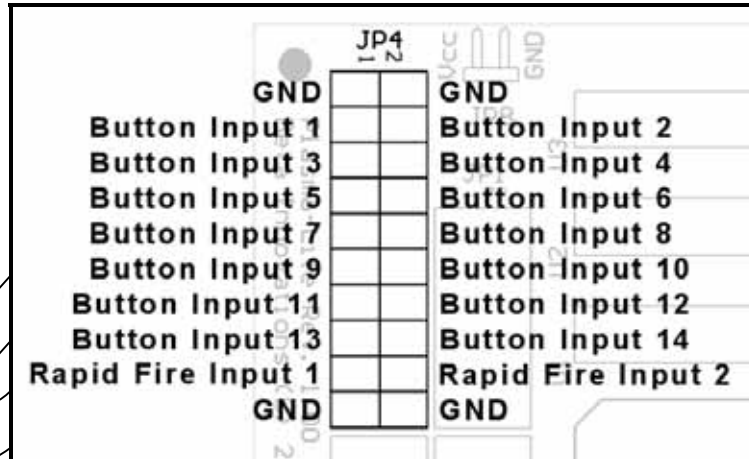 JP4
1 2
Vcc
GND
GND GND
Button Input 1 Button Input 2
Button Input 3 Button Input 4
Button Input 5 Button Input 6
Button Input 7 Button Input 8
Button Input 9 Button Input 10
Button Input 11 Button Input 12
Button Input 13 Button Input 14
Rapid Fire Input 1 Rapid Fire Input 2
GND GND
U3
U2